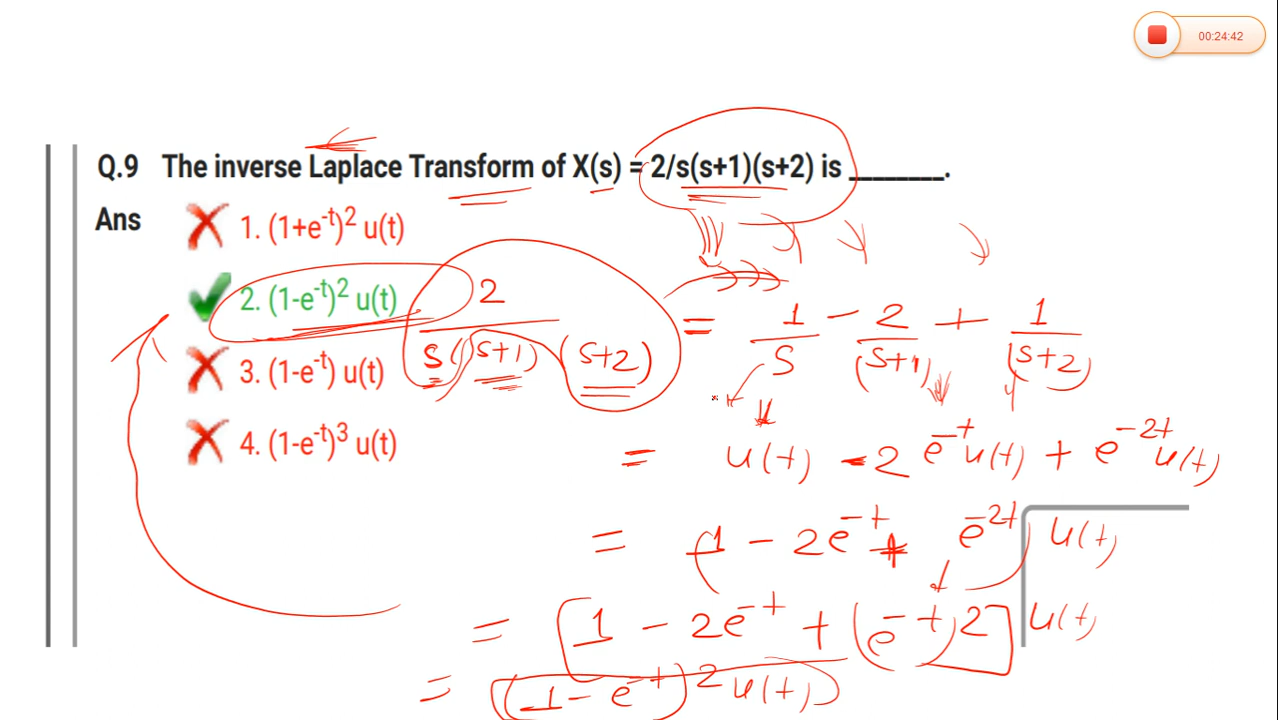 00:24:42
Q.9 The inverse Laplace Transform of X(s) = 2/s(s+1)(s+2) is ________.
Ans
1. (1+e^-t)^2 u(t)
2. (1-e^-t)^2 u(t)
3. (1-e^-t) u(t)
4. (1-e^-t)^3 u(t)
2/(s(s+1)(s+2)) = 1/s - 2/(s+1) + 1/(s+2)
= u(t) - 2 e^-t u(t) + e^-2t u(t)
= (1 - 2e^-t + e^-2t) u(t)
= [1 - 2e^-t + (e^-t)2] u(t)
= (1 - e^-t)^2 u(t)